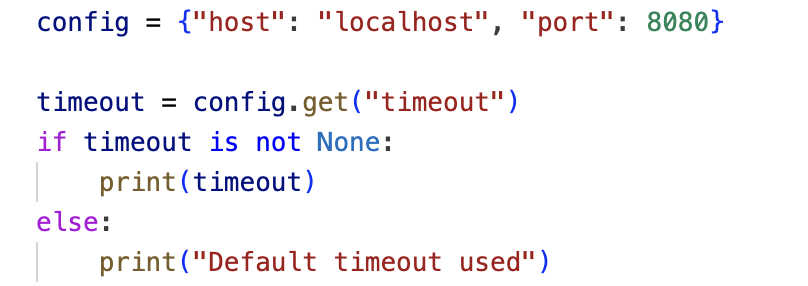 config = {"host": "localhost", "port": 8080}
timeout = config.get("timeout")
if timeout is not None:
    print(timeout)
else:
    print("Default timeout used")